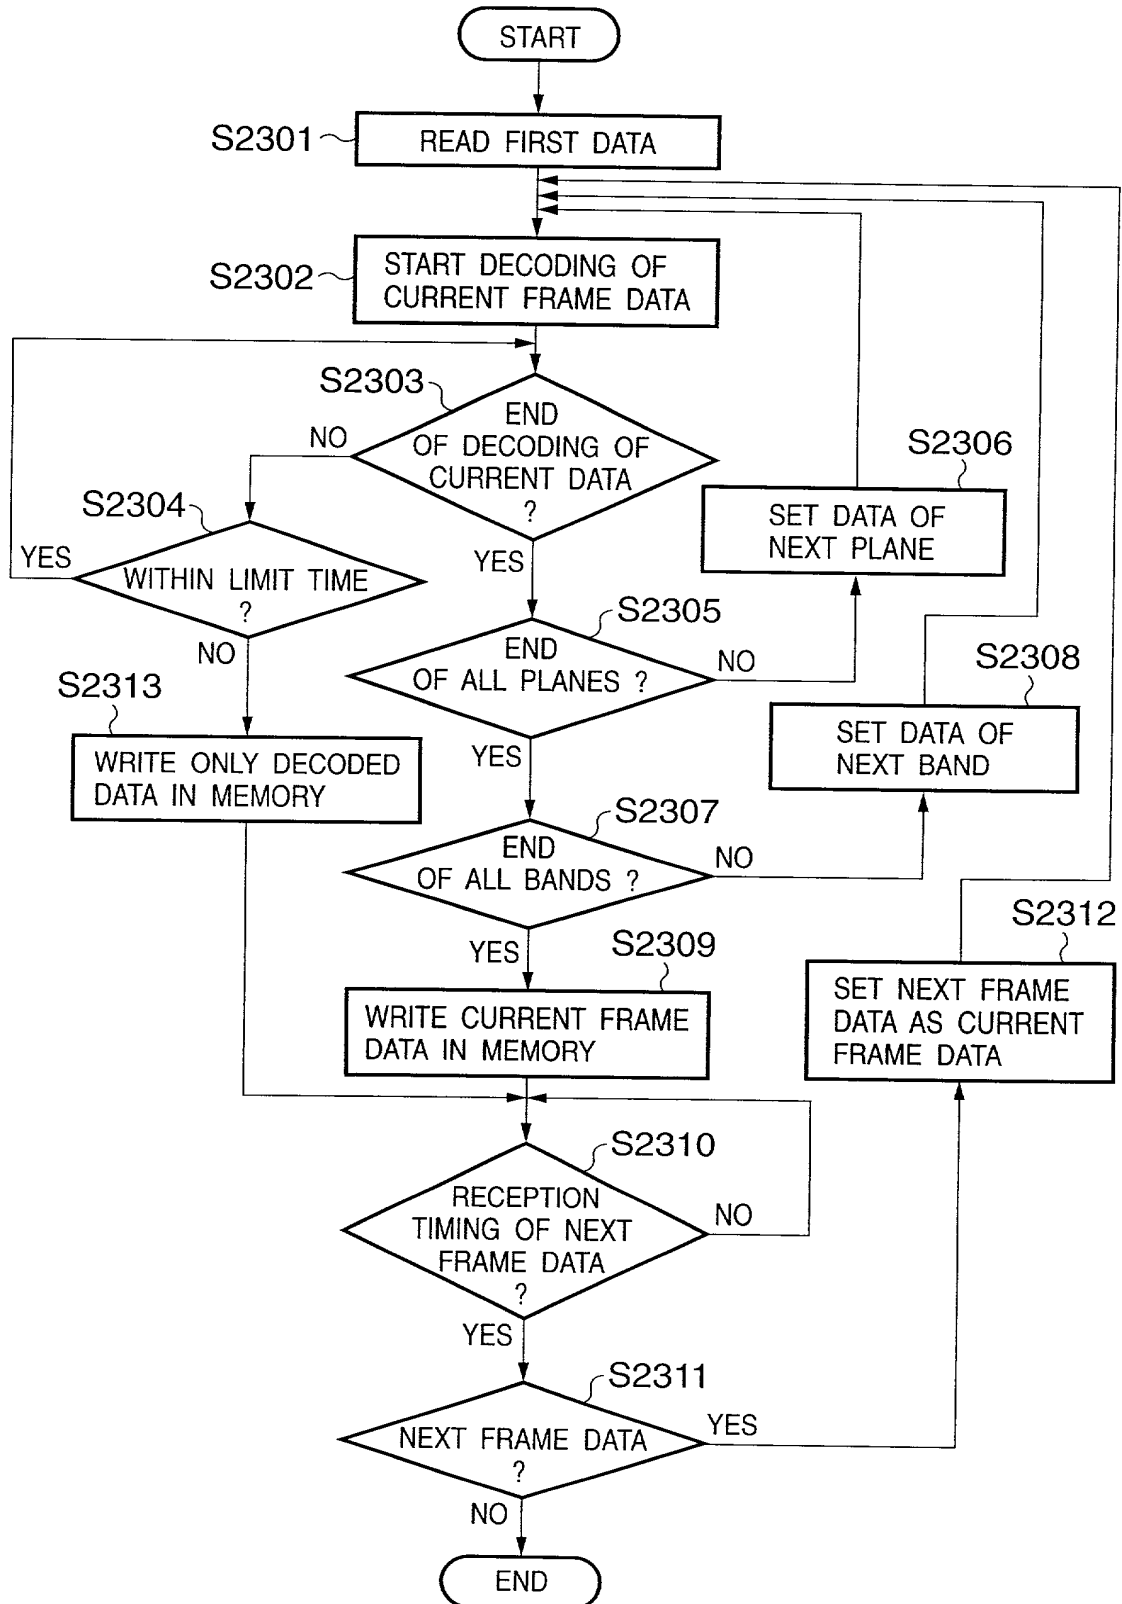 START
S2301
READ FIRST DATA
S2302
START DECODING OF
CURRENT FRAME DATA
S2303
END
OF DECODING OF
CURRENT DATA
?
NO
YES
S2304
WITHIN LIMIT TIME
?
YES
NO
S2306
SET DATA OF
NEXT PLANE
S2305
END
OF ALL PLANES ?
NO
YES
S2313
WRITE ONLY DECODED
DATA IN MEMORY
S2308
SET DATA OF
NEXT BAND
S2307
END
OF ALL BANDS ?
NO
YES
S2309
WRITE CURRENT FRAME
DATA IN MEMORY
S2312
SET NEXT FRAME
DATA AS CURRENT
FRAME DATA
S2310
RECEPTION
TIMING OF NEXT
FRAME DATA
?
NO
YES
S2311
NEXT FRAME DATA
?
YES
NO
END